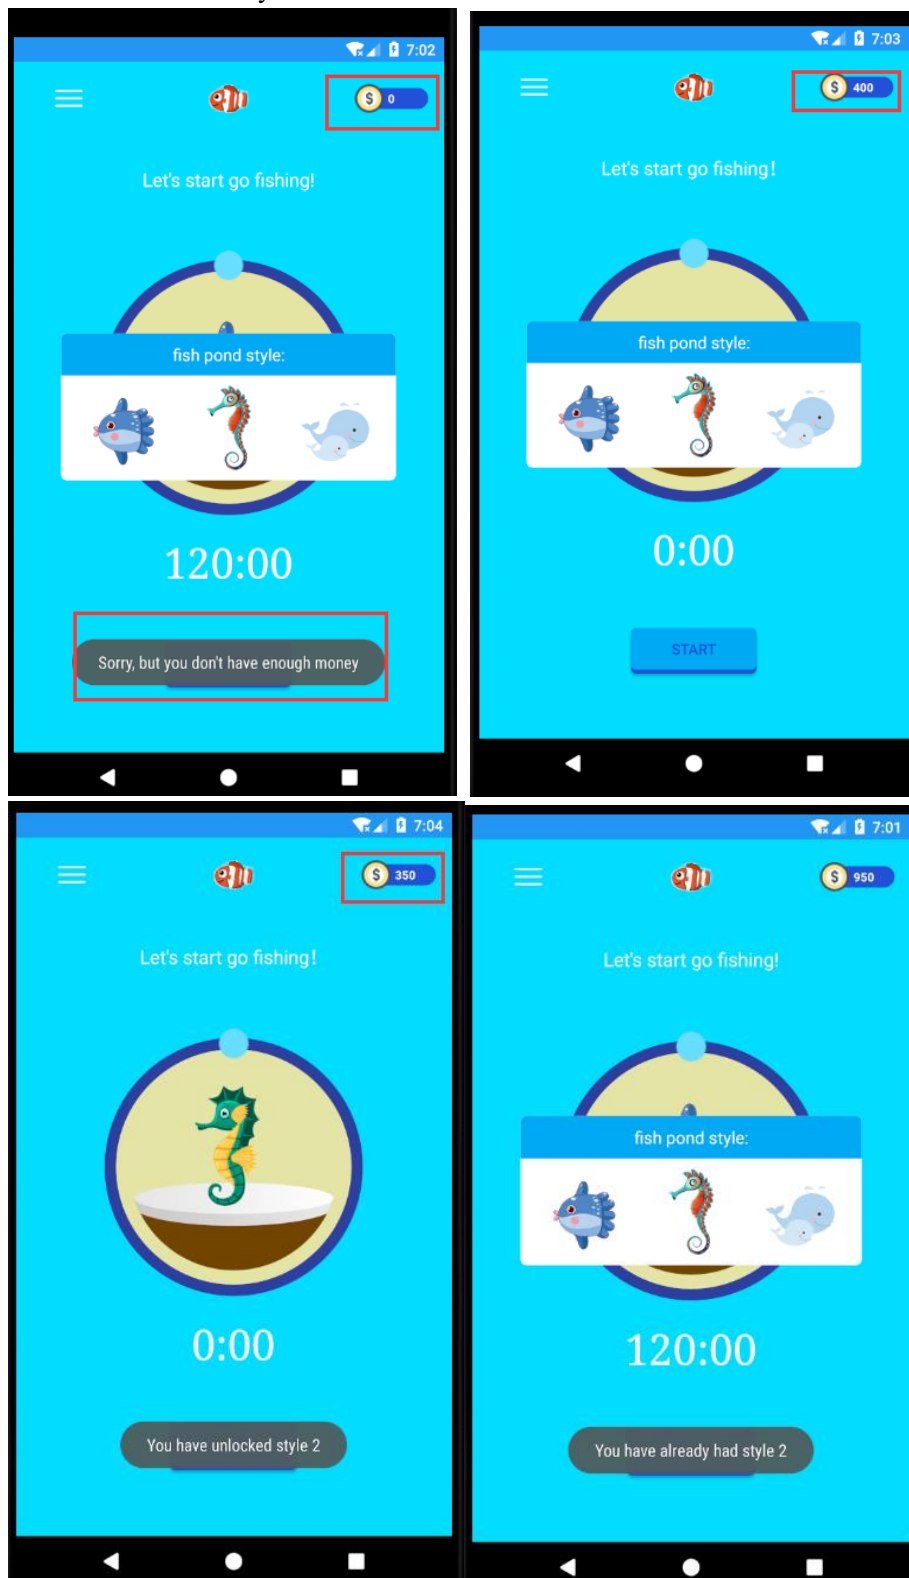 7:02
$ 0
Let's start go fishing!
fish pond style:
120:00
Sorry, but you don't have enough money
7:03
$ 400
Let's start go fishing!
fish pond style:
0:00
START
7:04
$ 350
Let's start go fishing!
0:00
You have unlocked style 2
7:01
$ 950
Let's start go fishing!
fish pond style:
120:00
You have already had style 2